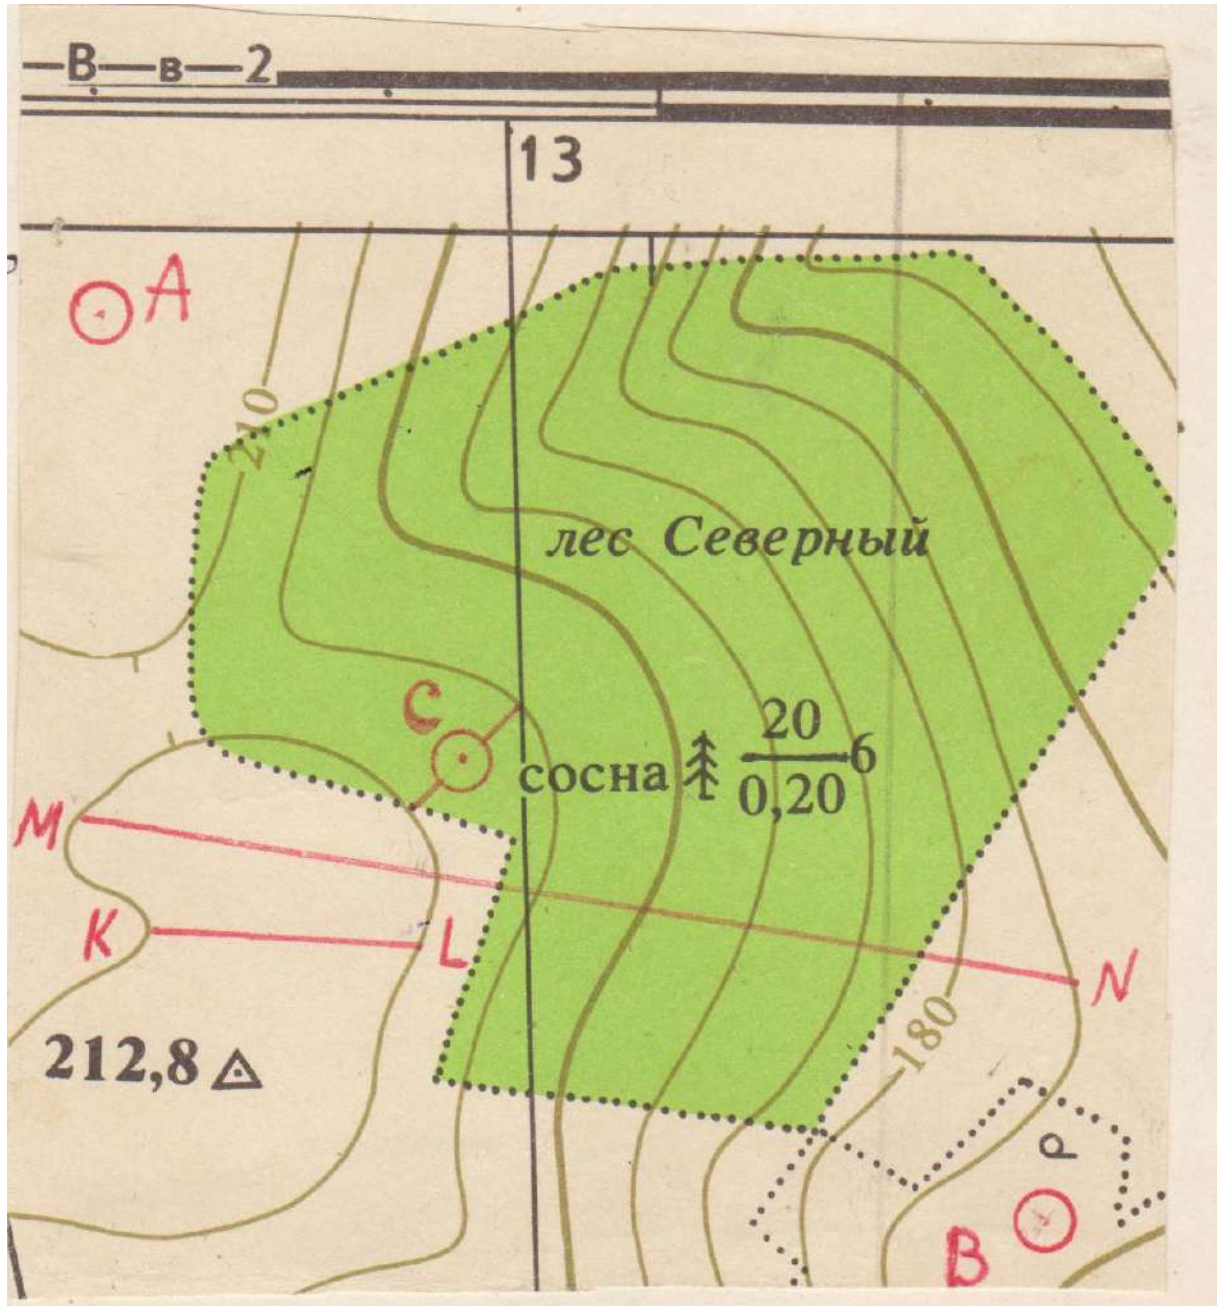 В—в—2
13
А
210
лес Северный
С
сосна 20/0,20 6
М
К
L
N
180
212,8
Р
В